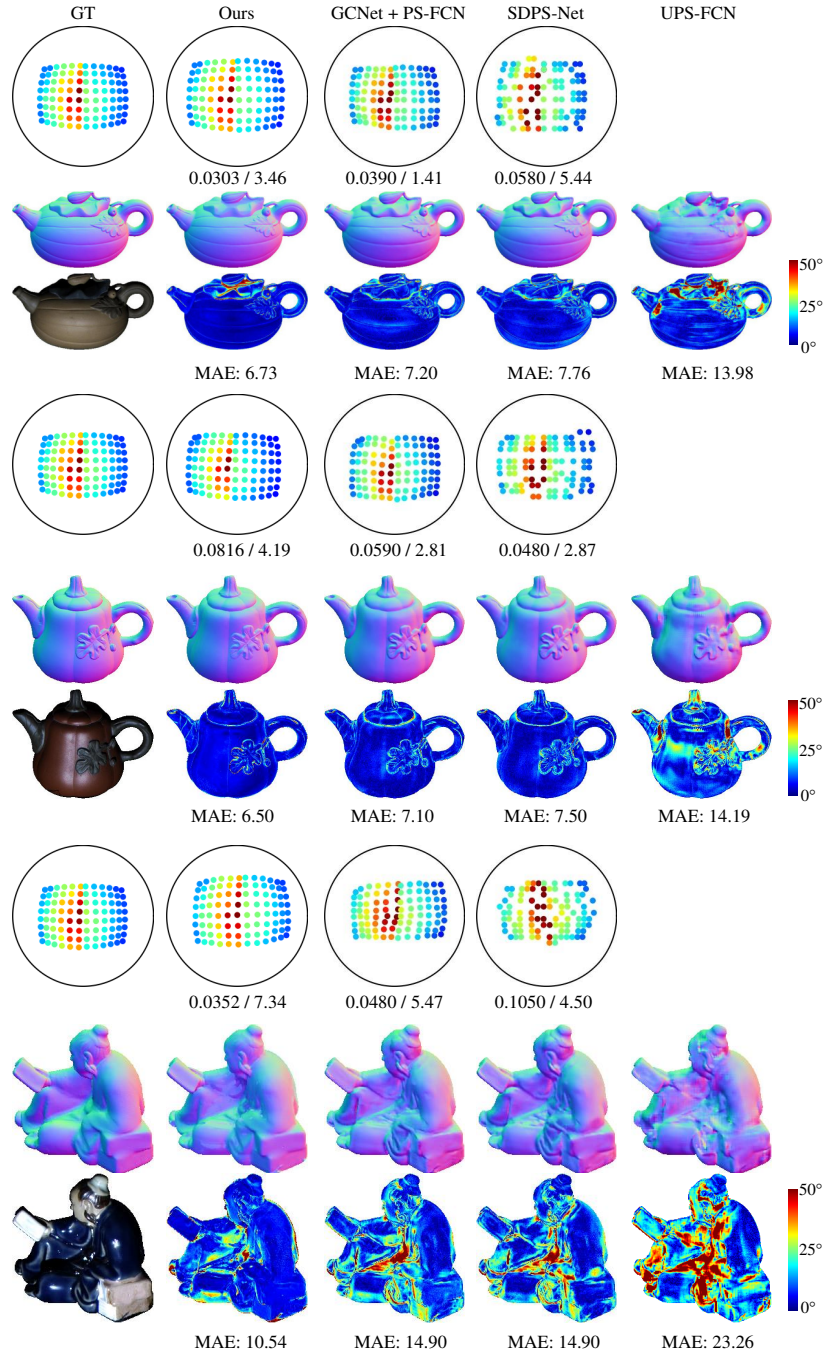 GT Ours GCNet + PS-FCN SDPS-Net UPS-FCN
0.0303 / 3.46 0.0390 / 1.41 0.0580 / 5.44
50°
25°
0°
MAE: 6.73 MAE: 7.20 MAE: 7.76 MAE: 13.98
0.0816 / 4.19 0.0590 / 2.81 0.0480 / 2.87
50°
25°
0°
MAE: 6.50 MAE: 7.10 MAE: 7.50 MAE: 14.19
0.0352 / 7.34 0.0480 / 5.47 0.1050 / 4.50
50°
25°
0°
MAE: 10.54 MAE: 14.90 MAE: 14.90 MAE: 23.26